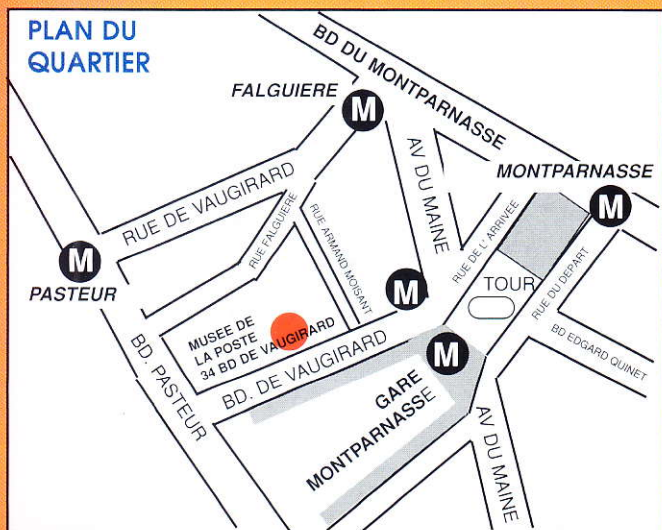 PLAN DU
QUARTIER
BD DU MONTPARNASSE
FALGUIERE
M
MONTPARNASSE
M
AV DU MAINE
RUE DE VAUGIRARD
RUE FALGUIERE
RUE ARMAND MOISANT
RUE DE L' ARRIVÉE
TOUR
RUE DU DEPART
M
PASTEUR
M
BD EDGARD QUINET
MUSEE DE
LA POSTE
34 BD DE VAUGIRARD
M
BD. PASTEUR
BD. DE VAUGIRARD
GARE
MONTPARNASSE
AV DU MAINE